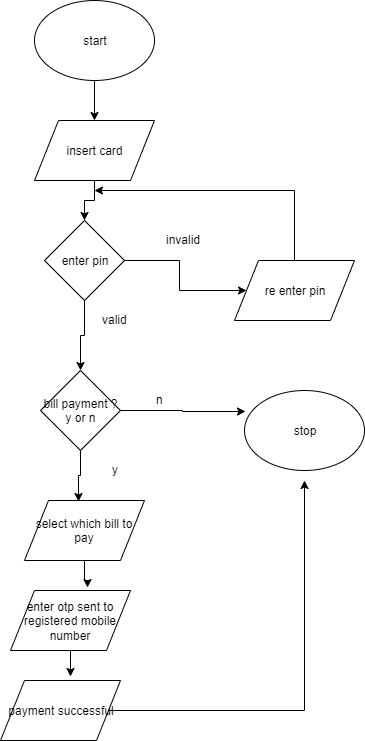 start
insert card
invalid
enter pin
re enter pin
valid
bill payment ?
y or n
n
stop
y
select which bill to
pay
enter otp sent to
registered mobile
number
payment successful